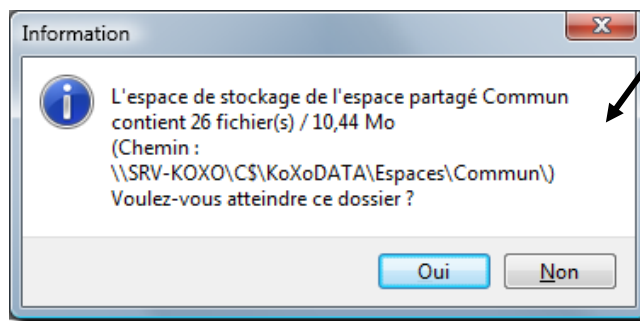 Information
L'espace de stockage de l'espace partagé Commun
contient 26 fichier(s) / 10,44 Mo
(Chemin :
\\SRV-KOXO\C$\KoXoDATA\Espaces\Commun\)
Voulez-vous atteindre ce dossier ?
Oui Non